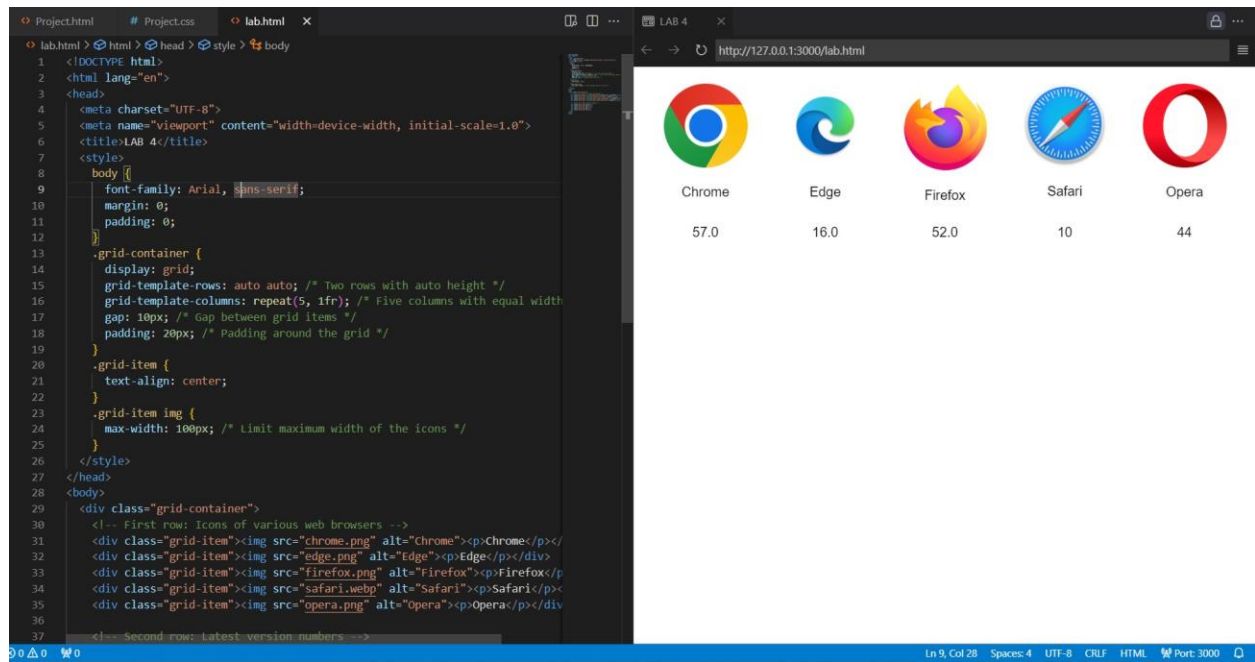 Project.html # Project.css lab.html X ...
lab.html > html > head > style > body
1 <!DOCTYPE html>
2 <html lang="en">
3 <head>
4 <meta charset="UTF-8">
5 <meta name="viewport" content="width=device-width, initial-scale=1.0">
6 <title>LAB 4</title>
7 <style>
8 body {
9 font-family: Arial, sans-serif;
10 margin: 0;
11 padding: 0;
12 }
13 .grid-container {
14 display: grid;
15 grid-template-rows: auto auto; /* Two rows with auto height */
16 grid-template-columns: repeat(5, 1fr); /* Five columns with equal width
17 gap: 10px; /* Gap between grid items */
18 padding: 20px; /* Padding around the grid */
19 }
20 .grid-item {
21 text-align: center;
22 }
23 .grid-item img {
24 max-width: 100px; /* Limit maximum width of the icons */
25 }
26 </style>
27 </head>
28 <body>
29 <div class="grid-container">
30 <!-- First row: Icons of various web browsers -->
31 <div class="grid-item"><img src="chrome.png" alt="Chrome"><p>Chrome</p></
32 <div class="grid-item"><img src="edge.png" alt="Edge"><p>Edge</p></div>
33 <div class="grid-item"><img src="firefox.png" alt="Firefox"><p>Firefox</p
34 <div class="grid-item"><img src="safari.webp" alt="Safari"><p>Safari</p><
35 <div class="grid-item"><img src="opera.png" alt="Opera"><p>Opera</p></div
36
37 <!-- Second row: Latest version numbers -->
LAB 4 X ...
http://127.0.0.1:3000/lab.html
Chrome Edge Firefox Safari Opera
57.0 16.0 52.0 10 44
0 0 0 Ln 9, Col 28 Spaces: 4 UTF-8 CRLF HTML Port: 3000